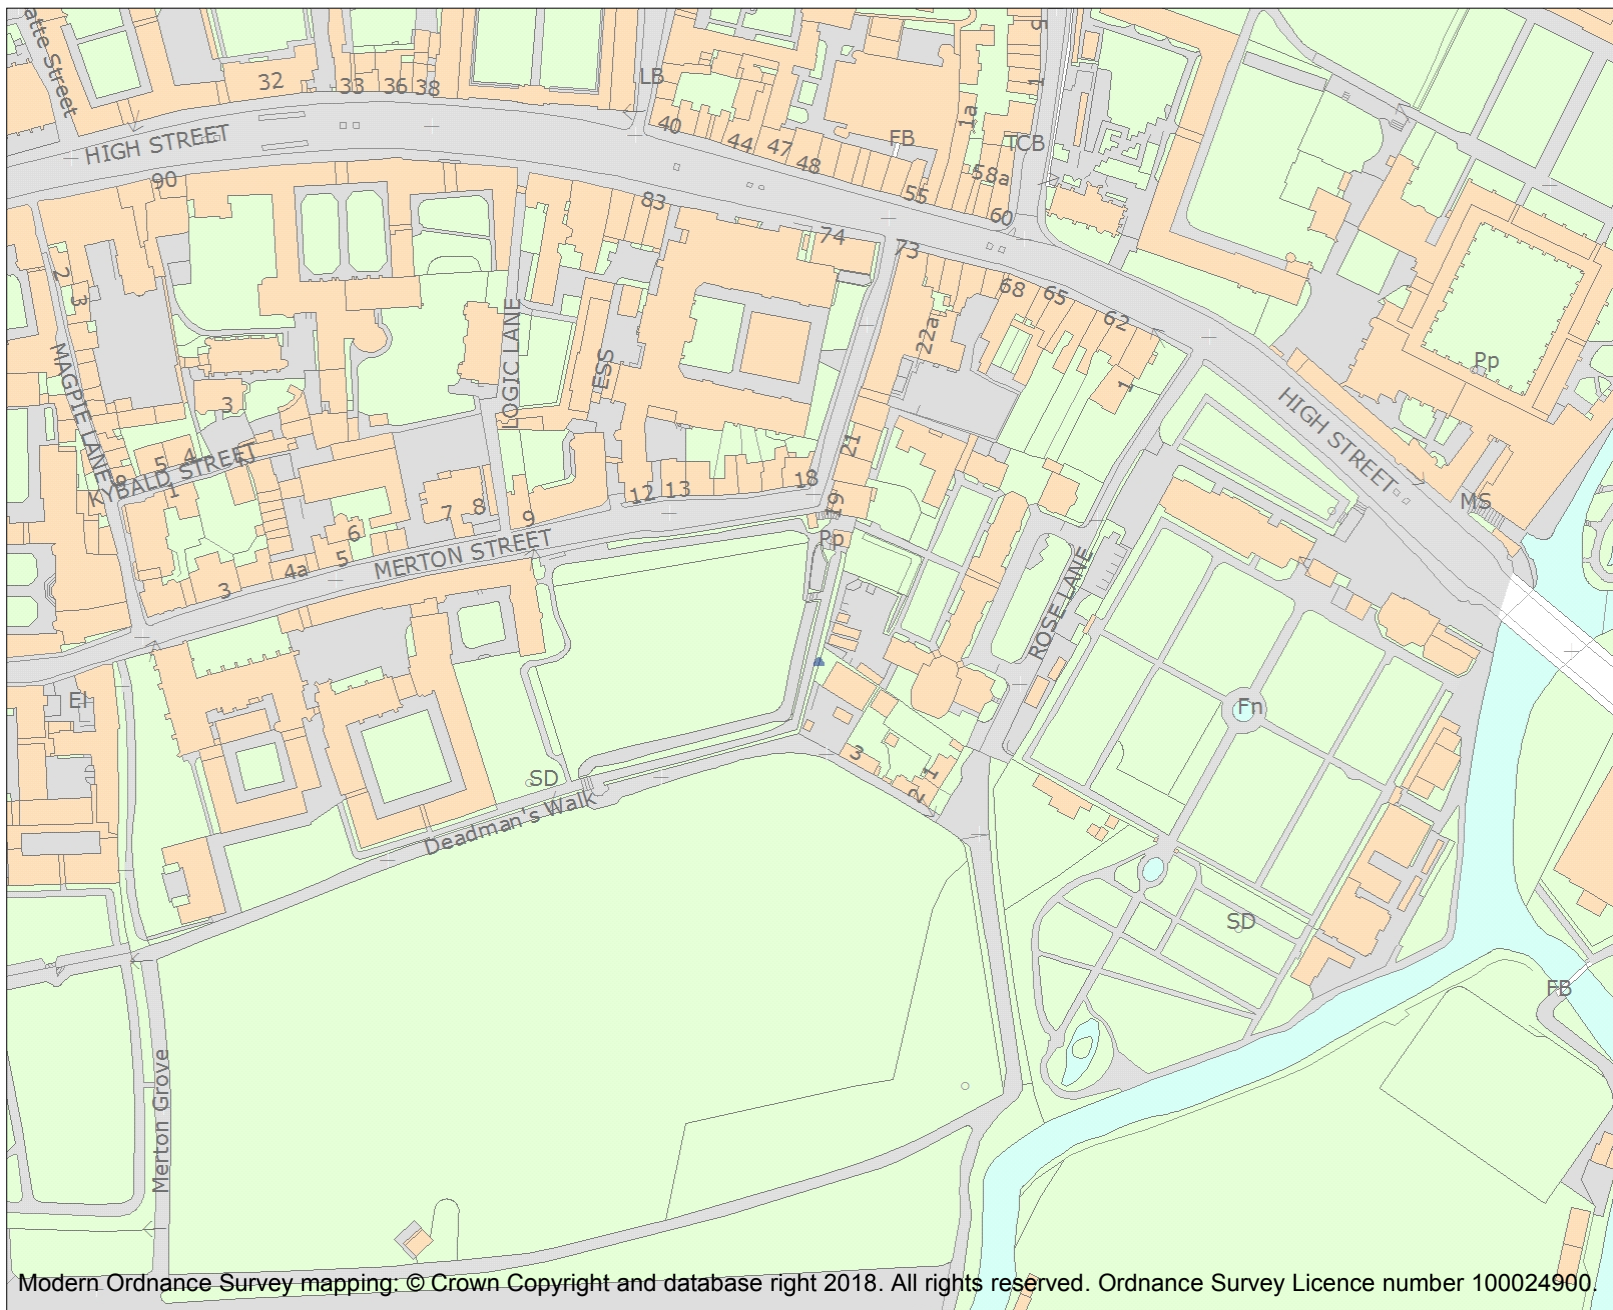 atte Street
32
33
36
38
LB
5
1
HIGH STREET
40
44
47
48
FB
1a
TCB
90
83
55
58a
60
74
73
2
3
68
65
62
22a
LOGIC LANE
ESS
MAGPIE LANE
3
1
Pp
HIGH STREET
5
4
KYBALD STREET
1
21
18
12
13
19
7
8
9
MS
6
5
4a
3
MERTON STREET
Pp
ROSE LANE
EI
Fn
SD
3
1
2
Deadman's Walk
SD
FB
Merton Grove
Modern Ordnance Survey mapping: © Crown Copyright and database right 2018. All rights reserved. Ordnance Survey Licence number 100024900.